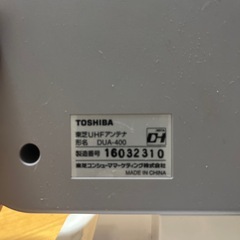 TOSHIBA
東芝UHFアンテナ
形名 DUA-400
製造番号 16032310
東芝コンシューママーケティング株式会社
MADE IN CHINA